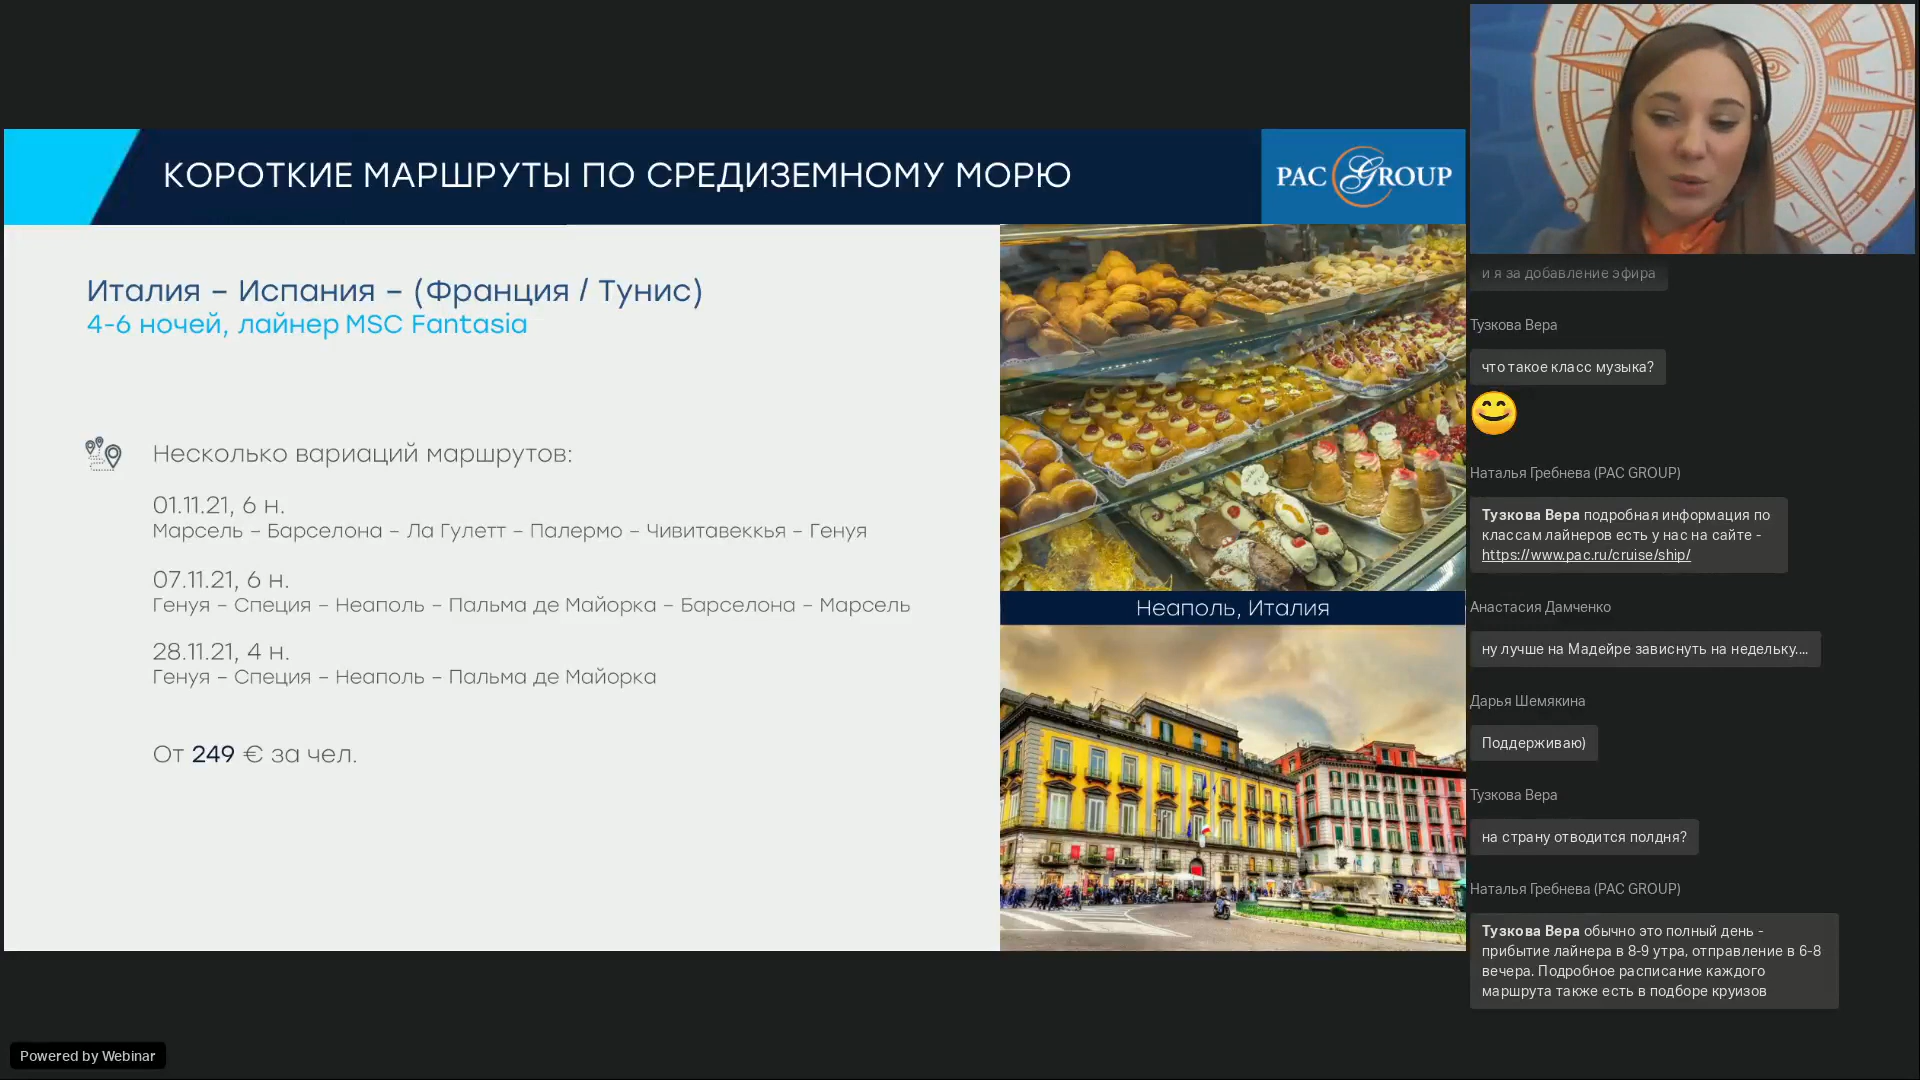 КОРОТКИЕ МАРШРУТЫ ПО СРЕДИЗЕМНОМУ МОРЮ
PAC GROUP
Италия – Испания – (Франция / Тунис)
4-6 ночей, лайнер MSC Fantasia
Несколько вариаций маршрутов:
01.11.21, 6 н.
Марсель – Барселона – Ла Гулетт – Палермо – Чивитавеккья – Генуя
07.11.21, 6 н.
Генуя – Специя – Неаполь – Пальма де Майорка – Барселона – Марсель
28.11.21, 4 н.
Генуя – Специя – Неаполь – Пальма де Майорка
От 249 € за чел.
Неаполь, Италия
и я за добавление эфира
Тузкова Вера
что такое класс музыка?
Наталья Гребнева (PAC GROUP)
Тузкова Вера подробная информация по
классам лайнеров есть у нас на сайте -
https://www.pac.ru/cruise/ship/
Анастасия Дамченко
ну лучше на Мадейре зависнуть на недельку....
Дарья Шемякина
Поддерживаю)
Тузкова Вера
на страну отводится полдня?
Наталья Гребнева (PAC GROUP)
Тузкова Вера обычно это полный день -
прибытие лайнера в 8-9 утра, отправление в 6-8
вечера. Подробное расписание каждого
маршрута также есть в подборе круизов
Powered by Webinar